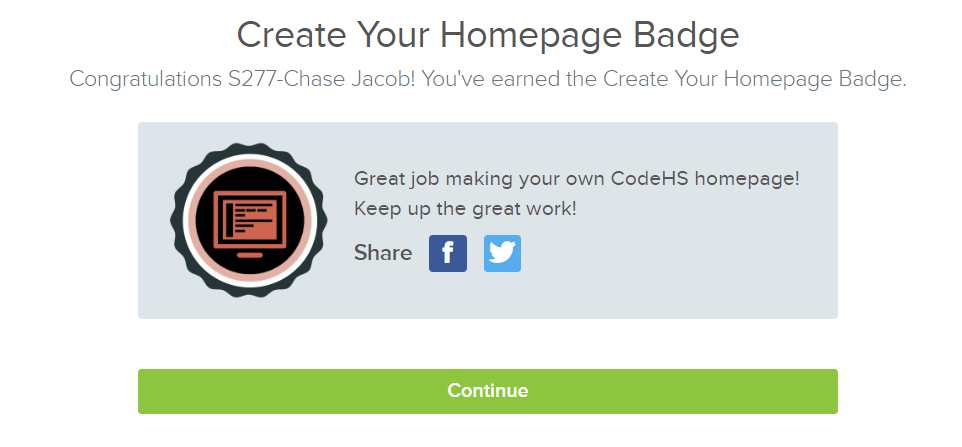 Create Your Homepage Badge
Congratulations S277-Chase Jacob! You've earned the Create Your Homepage Badge.
Great job making your own CodeHS homepage!
Keep up the great work!
Share
Continue